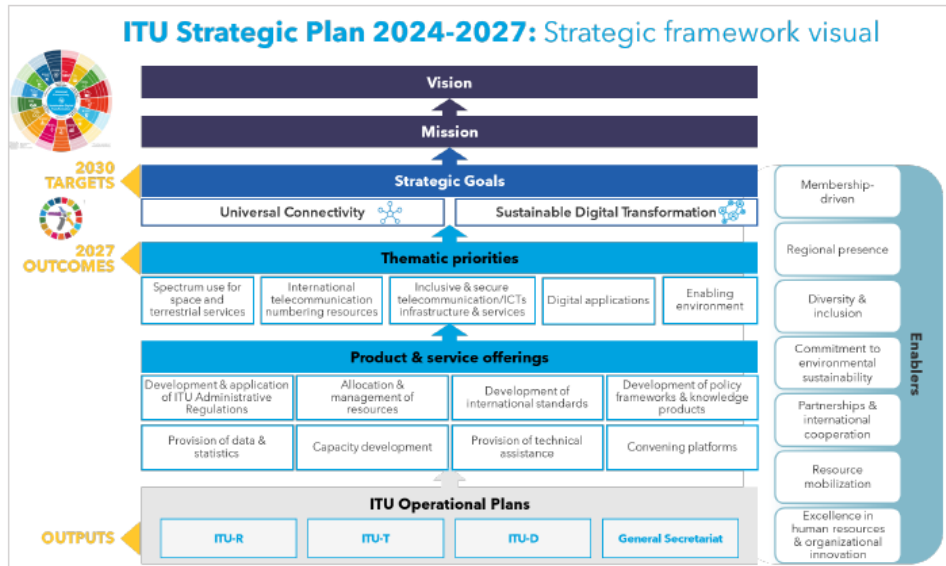 ITU Strategic Plan 2024-2027: Strategic framework visual
Vision
Mission
2030
TARGETS
Strategic Goals
Universal Connectivity
Sustainable Digital Transformation
2027
OUTCOMES
Thematic priorities
Spectrum use for
space and
terrestrial services
International
telecommunication
numbering resources
Inclusive & secure
telecommunication/ICTs
infrastructure & services
Digital applications
Enabling
environment
Product & service offerings
Development & application
of ITU Administrative
Regulations
Allocation &
management of
resources
Development of
international standards
Development of policy
frameworks & knowledge
products
Provision of data &
statistics
Capacity development
Provision of technical
assistance
Convening platforms
ITU Operational Plans
OUTPUTS
ITU-R
ITU-T
ITU-D
General Secretariat
Membership-
driven
Regional presence
Diversity &
inclusion
Commitment to
environmental
sustainability
Partnerships &
international
cooperation
Resource
mobilization
Excellence in
human resources
& organizational
innovation
Enablers